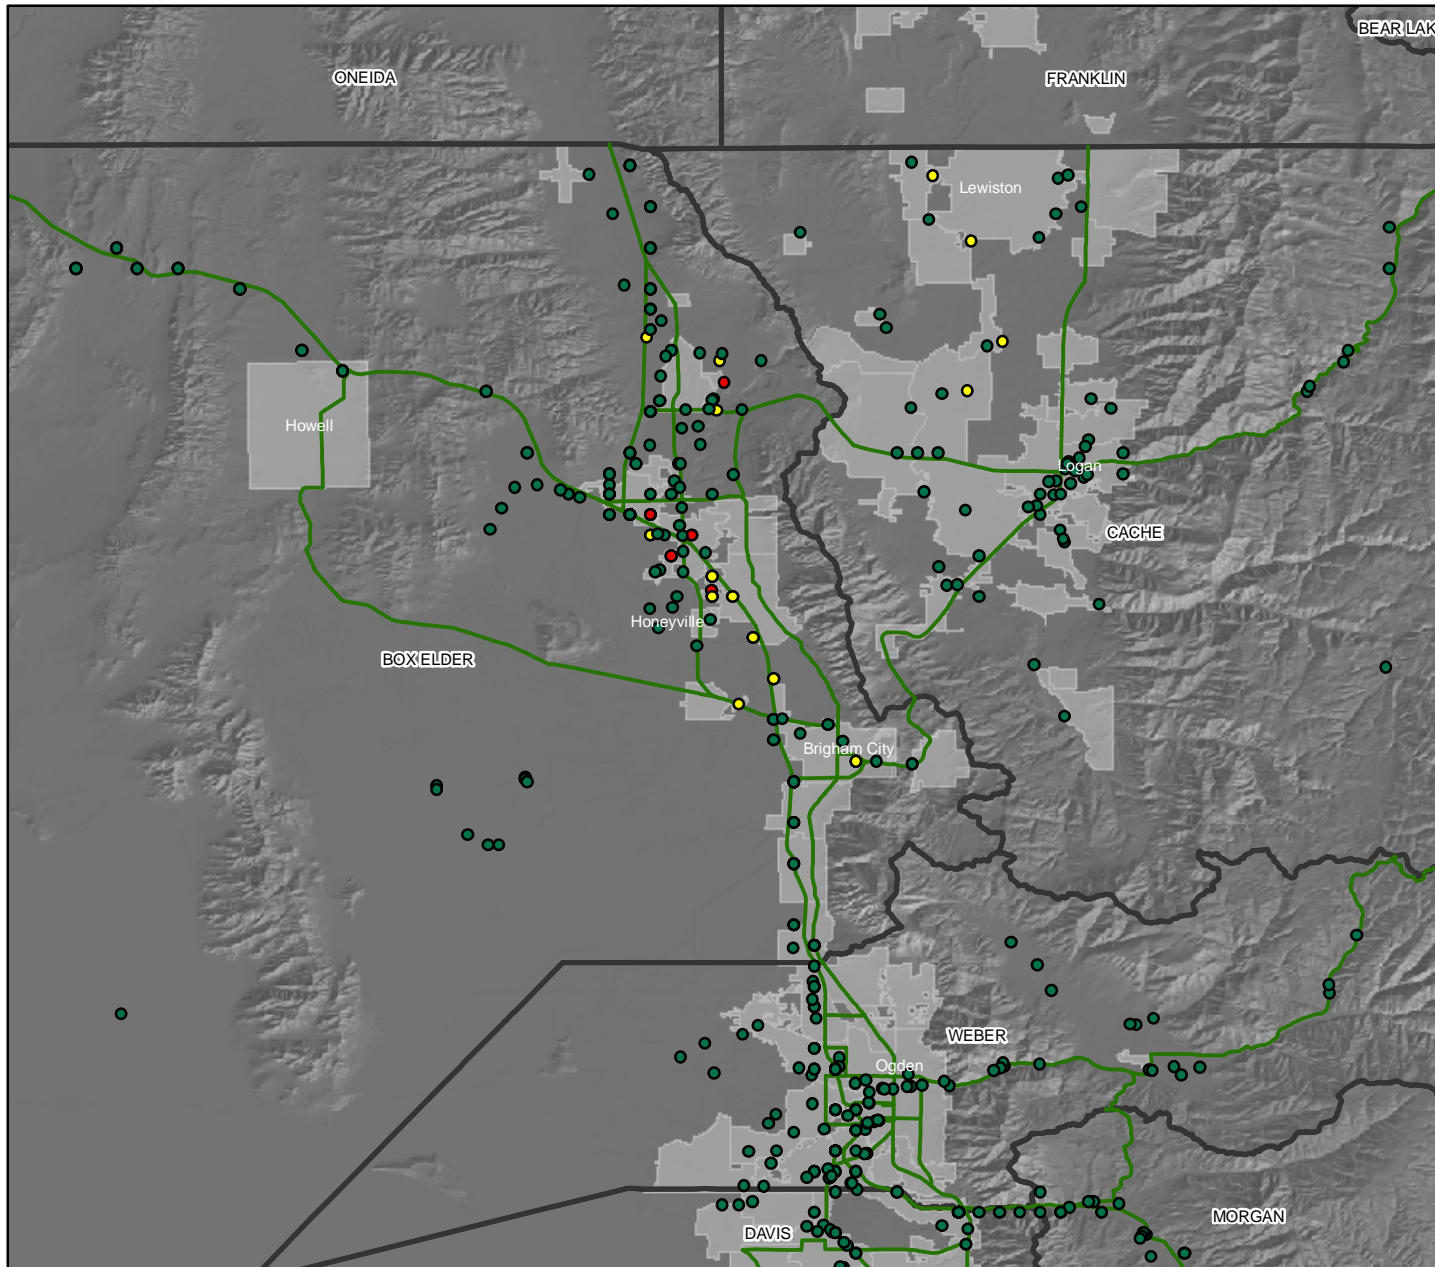 BEAR LAK
ONEIDA
FRANKLIN
Lewiston
Howell
Logan
CACHE
Honeyville
BOX ELDER
Brigham City
WEBER
Ogden
MORGAN
DAVIS